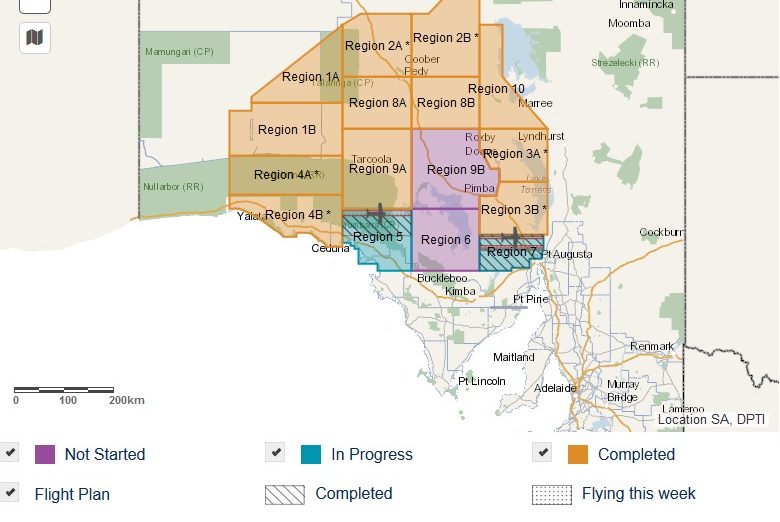 Innamincka
Moomba
Mamungari (CP)
Region 2A *
Region 2B *
Coober
Pedy
Strezelecki (RR)
Region 1A
Region 10
Region 8A
Region 8B
Marree
Region 1B
Roxby
Lyndhurst
Region 3A *
Tarcoola
Region 9A
Region 9B
Lake
Torrens
Region 4A *
Nullarbor (RR)
Pimba
Region 4B *
Yalata
Region 3B *
Region 5
Region 6
Cockburn
Ceduna
Region 7
Pt Augusta
Buckleboo
Kimba
Pt Pirie
Maitland
Renmark
Pt Lincoln
Adelaide
Murray
Bridge
Lameroo
0 100 200km
Location SA, DPTI
Not Started
In Progress
Completed
Flight Plan
Completed
Flying this week